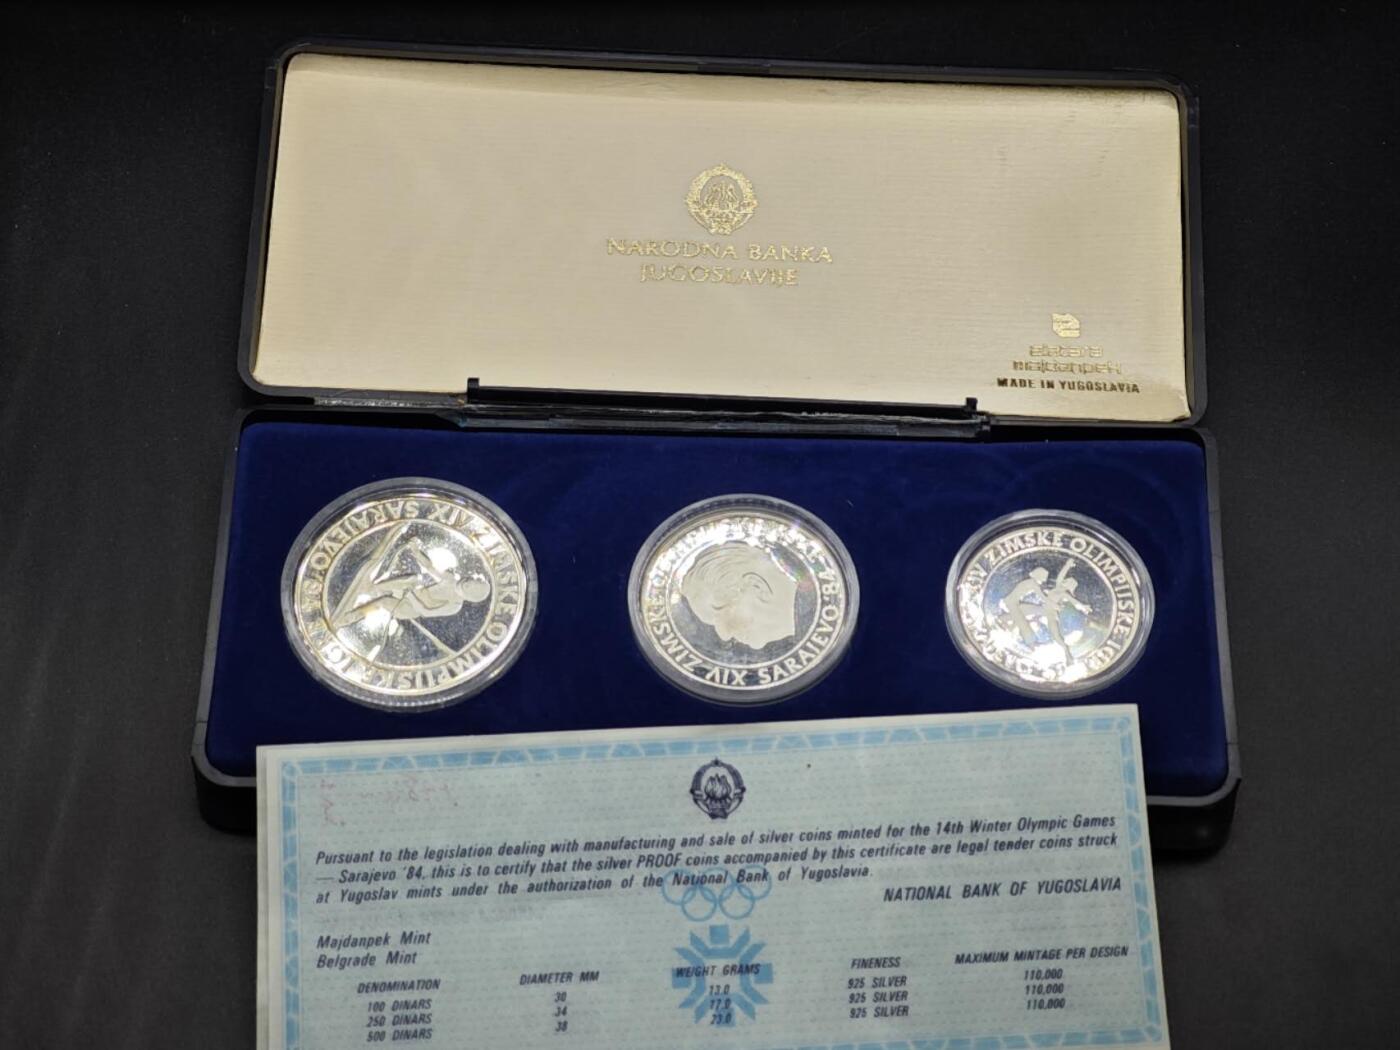 NARODNA BANKA
JUGOSLAVIJE
zlatara
majdanpek
MADE IN YUGOSLAVIA
XIV ZIMSKE OLIMPIJSKE IGRE SARAJEVO
XIV ZIMSKE SARAJEVO 84
XIV ZIMSKE OLIMPIJSKE IGRE
Pursuant to the legislation dealing with manufacturing and sale of silver coins minted for the 14th Winter Olympic Games
— Sarajevo '84, this is to certify that the silver PROOF coins accompanied by this certificate are legal tender coins struck
at Yugoslav mints under the authorization of the National Bank of Yugoslavia.
NATIONAL BANK OF YUGOSLAVIA
Majdanpek Mint
Belgrade Mint
DENOMINATION DIAMETER MM WEIGHT GRAMS FINENESS MAXIMUM MINTAGE PER DESIGN
100 DINARS 30 13.0 925 SILVER 110,000
250 DINARS 34 17.0 925 SILVER 110,000
500 DINARS 38 23.0 925 SILVER 110,000